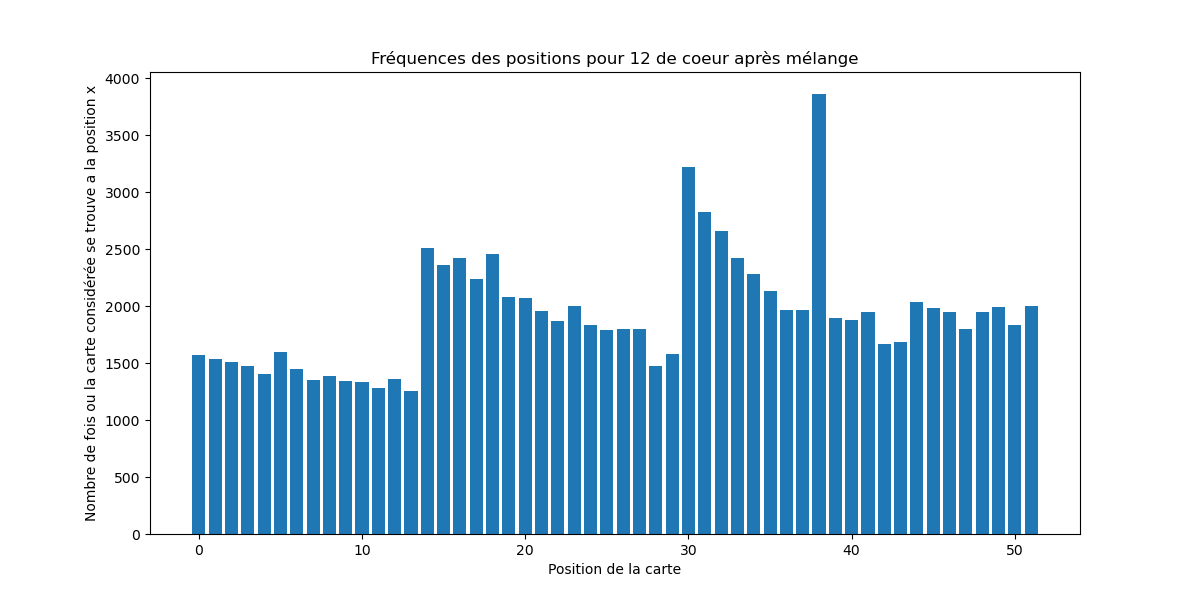 Fréquences des positions pour 12 de coeur après mélange
Nombre de fois ou la carte considérée se trouve a la position x
4000
3500
3000
2500
2000
1500
1000
500
0
0 10 20 30 40 50
Position de la carte